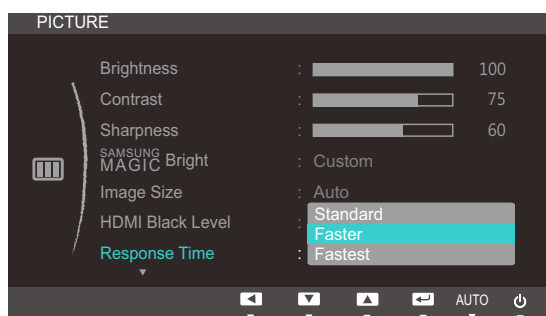 PICTURE
Brightness : 100
Contrast : 75
Sharpness : 60
SAMSUNG
MAGIC Bright : Custom
Image Size : Auto
HDMI Black Level :
Standard
Faster
Response Time : Fastest
AUTO